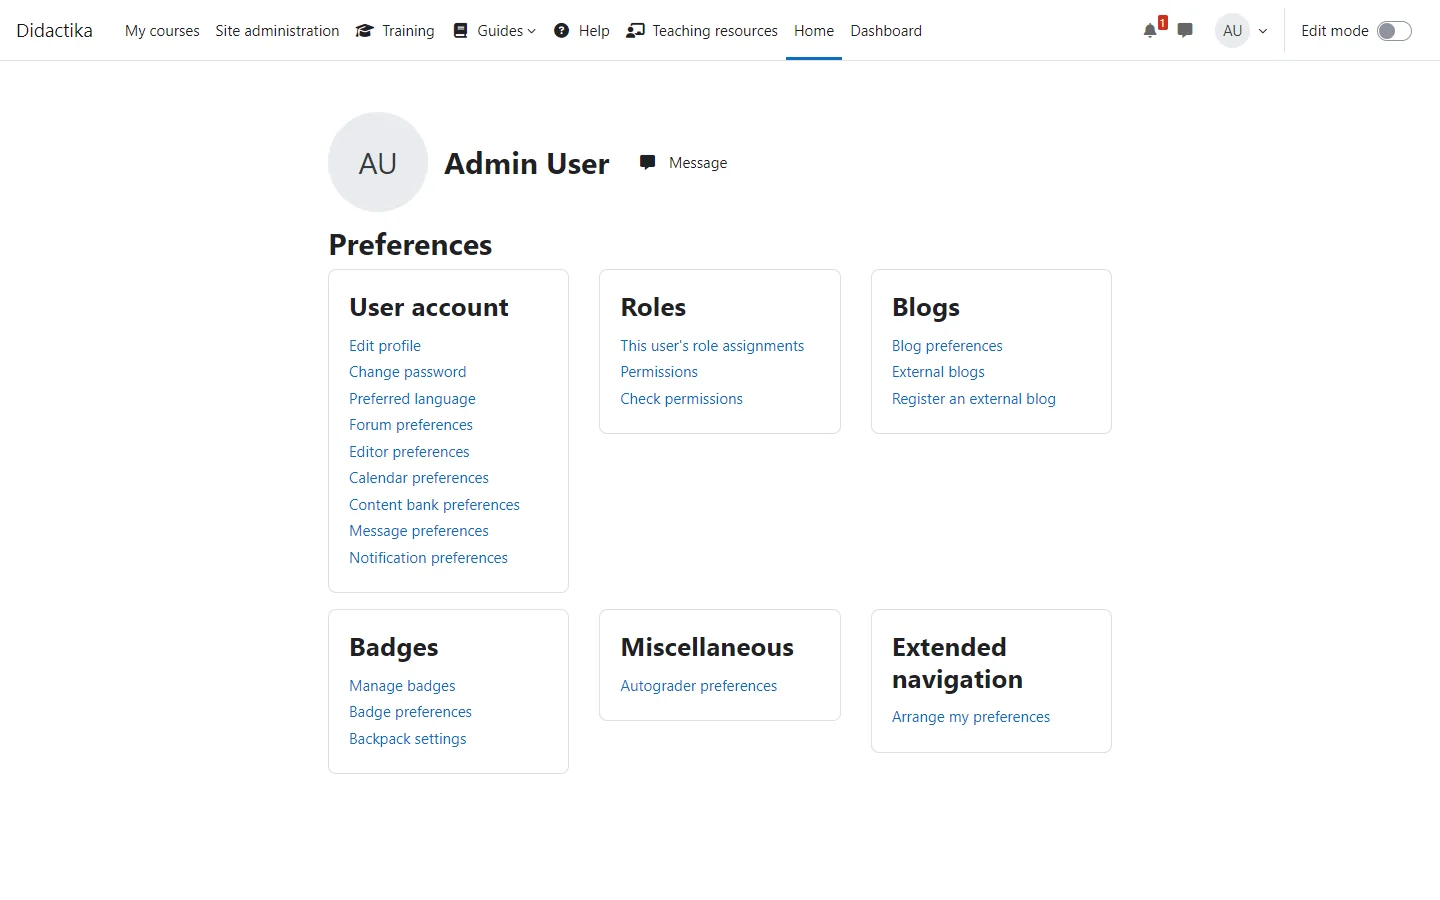 Didactika
My courses
Site administration
Training
Guides
Help
Teaching resources
Home
Dashboard
1
AU
Edit mode
AU
Admin User
Message
Preferences
User account
Edit profile
Change password
Preferred language
Forum preferences
Editor preferences
Calendar preferences
Content bank preferences
Message preferences
Notification preferences
Roles
This user's role assignments
Permissions
Check permissions
Blogs
Blog preferences
External blogs
Register an external blog
Badges
Manage badges
Badge preferences
Backpack settings
Miscellaneous
Autograder preferences
Extended
navigation
Arrange my preferences